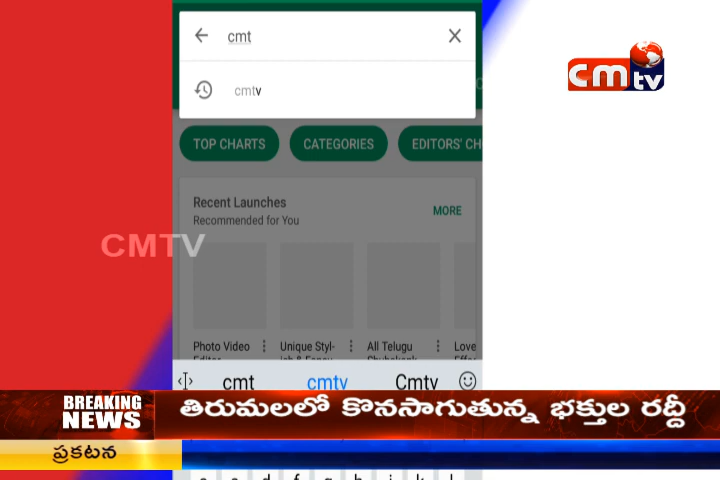 cmt
cmtv
cmtv
TOP CHARTS
CATEGORIES
EDITORS' CH
Recent Launches
Recommended for You
MORE
CMTV
Photo Video
Unique Styl-
All Telugu
Love
cmt
cmtv
Cmtv
BREAKING
NEWS
తిరుమలలో కొనసాగుతున్న భక్తుల రద్దీ
ప్రకటన